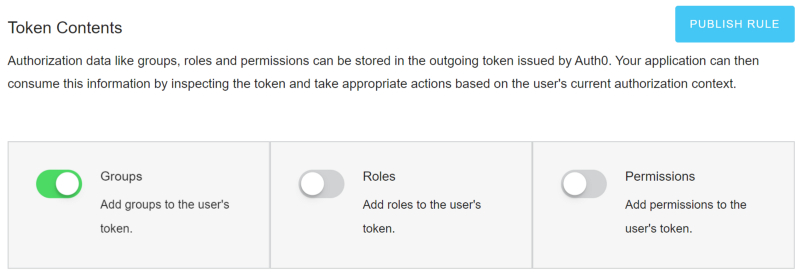 Token Contents
PUBLISH RULE
Authorization data like groups, roles and permissions can be stored in the outgoing token issued by Auth0. Your application can then
consume this information by inspecting the token and take appropriate actions based on the user's current authorization context.
Groups
Add groups to the user's
token.
Roles
Add roles to the user's
token.
Permissions
Add permissions to the
user's token.